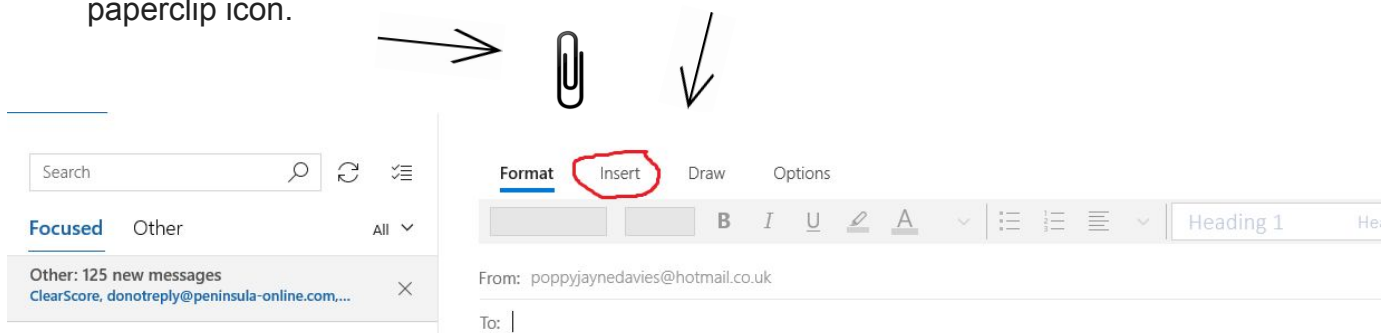 paperclip icon.
Search
Format Insert Draw Options
B I U A
Heading 1
Focused Other All
Other: 125 new messages
ClearScore, donotreply@peninsula-online.com,...
From: poppyjaynedavies@hotmail.co.uk
To: